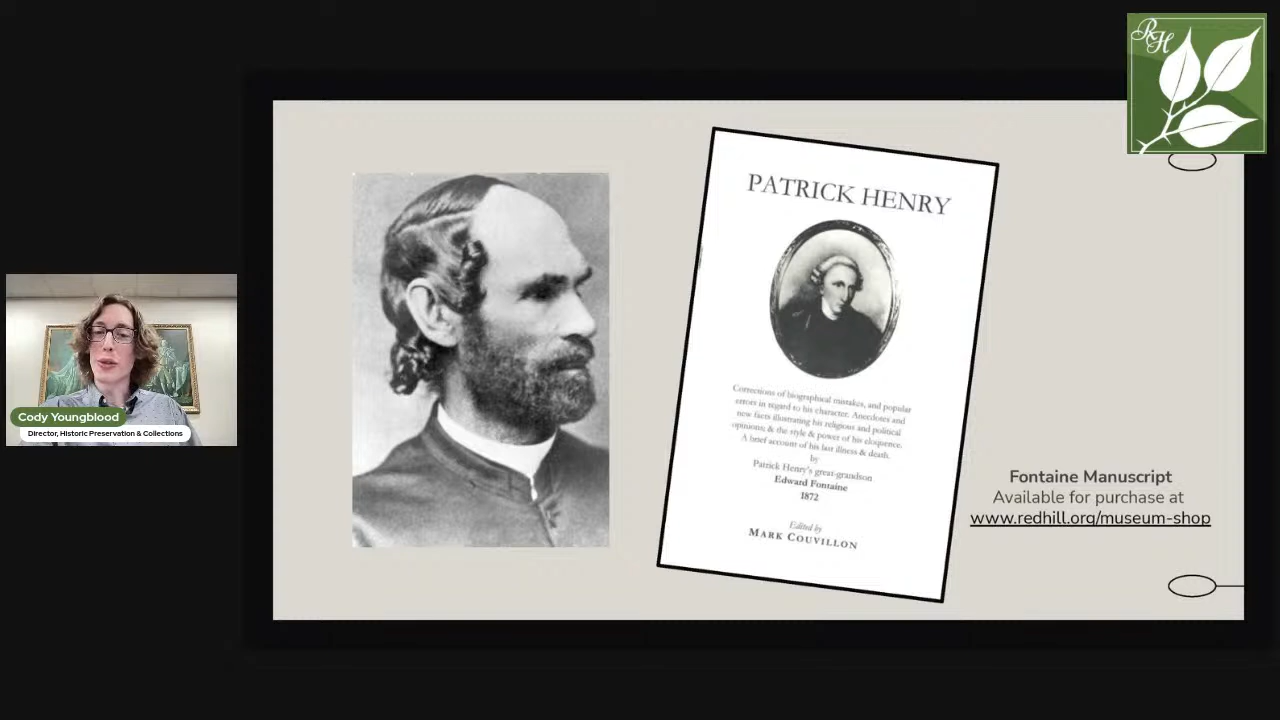 RH
Cody Youngblood
Director, Historic Preservation & Collections
PATRICK HENRY
Corrections of biographical mistakes, and popular
errors in regard to his character. Anecdotes and
new facts illustrating his religious and political
opinions; & the style & power of his eloquence.
A brief account of his last illness & death.
by
Patrick Henry's great-grandson
Edward Fontaine
1872
Edited by
MARK COUVILLON
Fontaine Manuscript
Available for purchase at
www.redhill.org/museum-shop